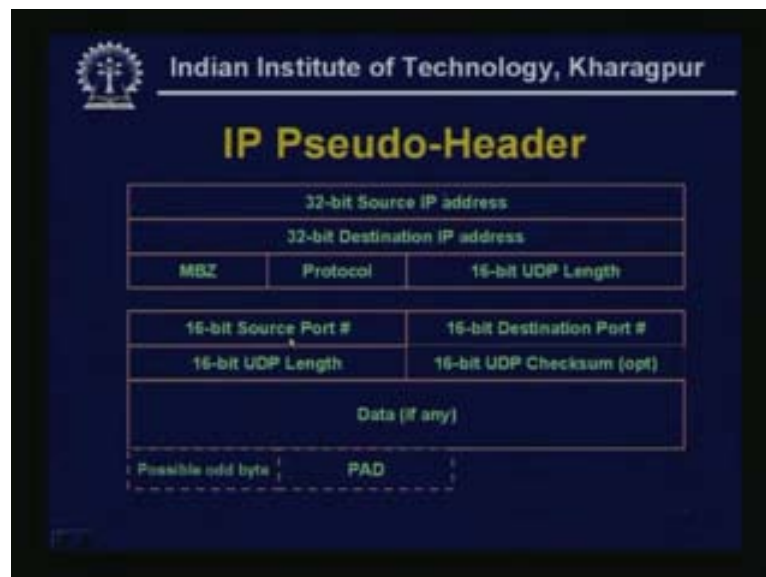 Indian Institute of Technology, Kharagpur
IP Pseudo-Header
32-bit Source IP address
32-bit Destination IP address
MBZ Protocol 16-bit UDP Length
16-bit Source Port # 16-bit Destination Port #
16-bit UDP Length 16-bit UDP Checksum (opt)
Data (if any)
Possible odd byte PAD